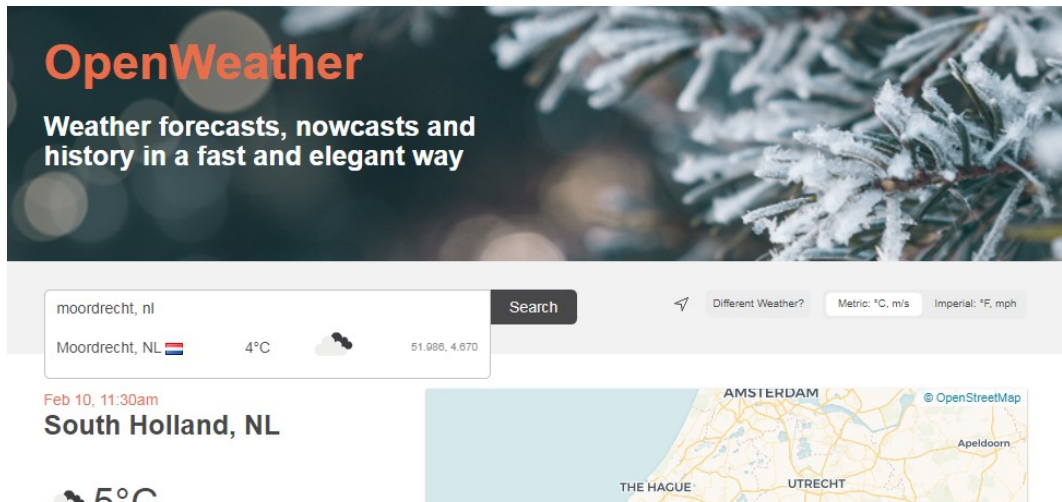 OpenWeather
Weather forecasts, nowcasts and
history in a fast and elegant way
moordrecht, nl
Search
Different Weather?
Metric: °C, m/s
Imperial: °F, mph
Moordrecht, NL
4°C
51.986, 4.670
Feb 10, 11:30am
South Holland, NL
5°C
AMSTERDAM
© OpenStreetMap
Apeldoorn
THE HAGUE
UTRECHT